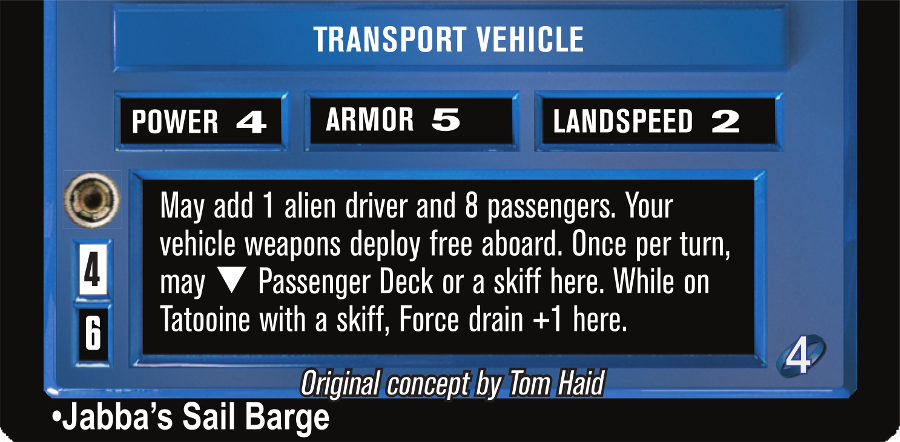 TRANSPORT VEHICLE
POWER 4 ARMOR 5 LANDSPEED 2
May add 1 alien driver and 8 passengers. Your
vehicle weapons deploy free aboard. Once per turn,
may ▼ Passenger Deck or a skiff here. While on
Tatooine with a skiff, Force drain +1 here.
4
6
4
Original concept by Tom Haid
•Jabba's Sail Barge